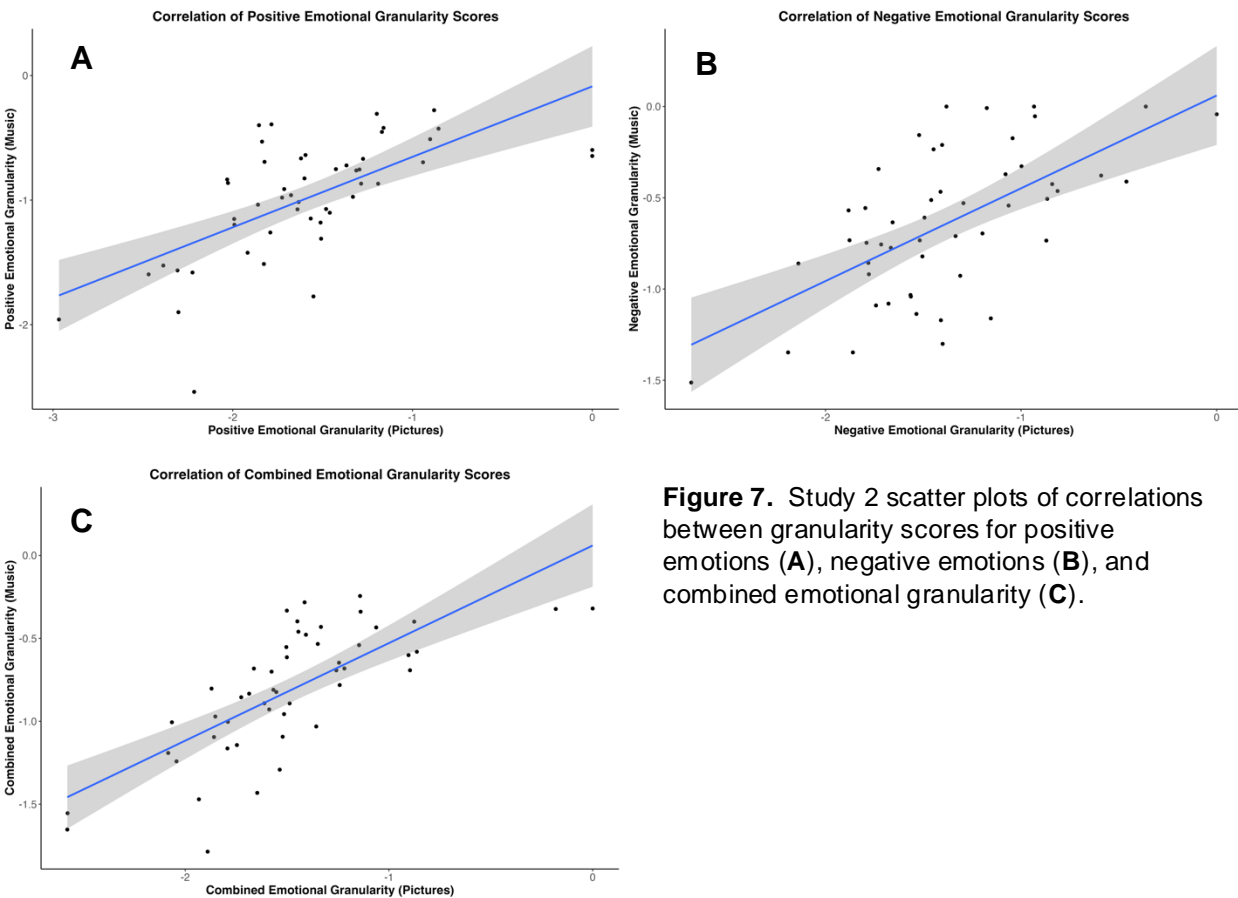 Correlation of Positive Emotional Granularity Scores
A
Positive Emotional Granularity (Music)
0
-1
-2
-3
-2
-1
0
Positive Emotional Granularity (Pictures)
Correlation of Negative Emotional Granularity Scores
B
Negative Emotional Granularity (Music)
0.0
-0.5
-1.0
-1.5
-2
-1
0
Negative Emotional Granularity (Pictures)
Correlation of Combined Emotional Granularity Scores
C
Combined Emotional Granularity (Music)
0.0
-0.5
-1.0
-1.5
-2
-1
0
Combined Emotional Granularity (Pictures)
Figure 7. Study 2 scatter plots of correlations
between granularity scores for positive
emotions (A), negative emotions (B), and
combined emotional granularity (C).